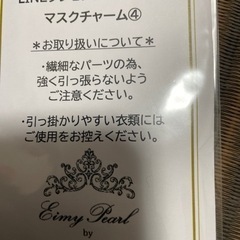 マスクチャーム④
＊お取り扱いについて＊
・繊細なパーツの為、
強く引っ張らないよう
ご注意ください。
・引っ掛かりやすい衣類には
ご使用をお控えください。
Eimy Pearl
by